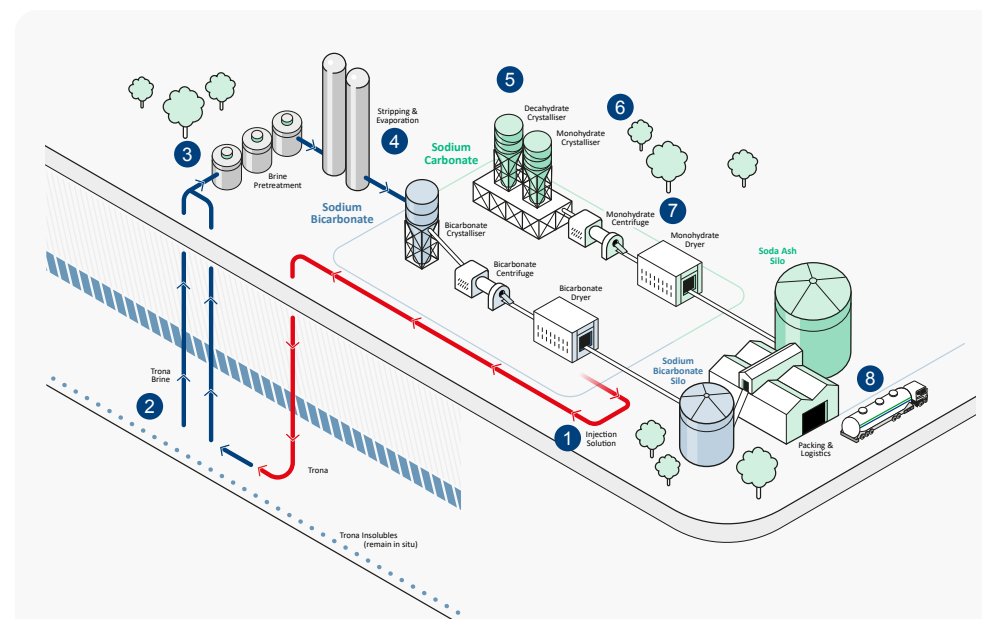 5
Decahydrate
Crystalliser
6
Stripping &
Evaporation
4
Monohydrate
Crystalliser
3
Sodium
Carbonate
Brine
Pretreatment
Sodium
Bicarbonate
7
Monohydrate
Centrifuge
Bicarbonate
Crystalliser
Monohydrate
Dryer
Soda Ash
Silo
Bicarbonate
Centrifuge
Bicarbonate
Dryer
Sodium
Bicarbonate
Silo
Trona
Brine
2
8
1
Injection
Solution
Packing &
Logistics
Trona
Trona Insolubles
(remain in situ)